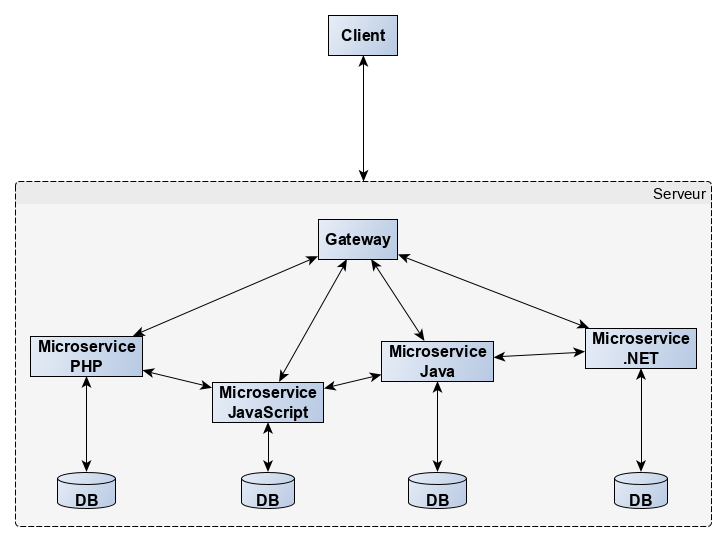 Client
Serveur
Gateway
Microservice
PHP
Microservice
JavaScript
Microservice
Java
Microservice
.NET
DB
DB
DB
DB